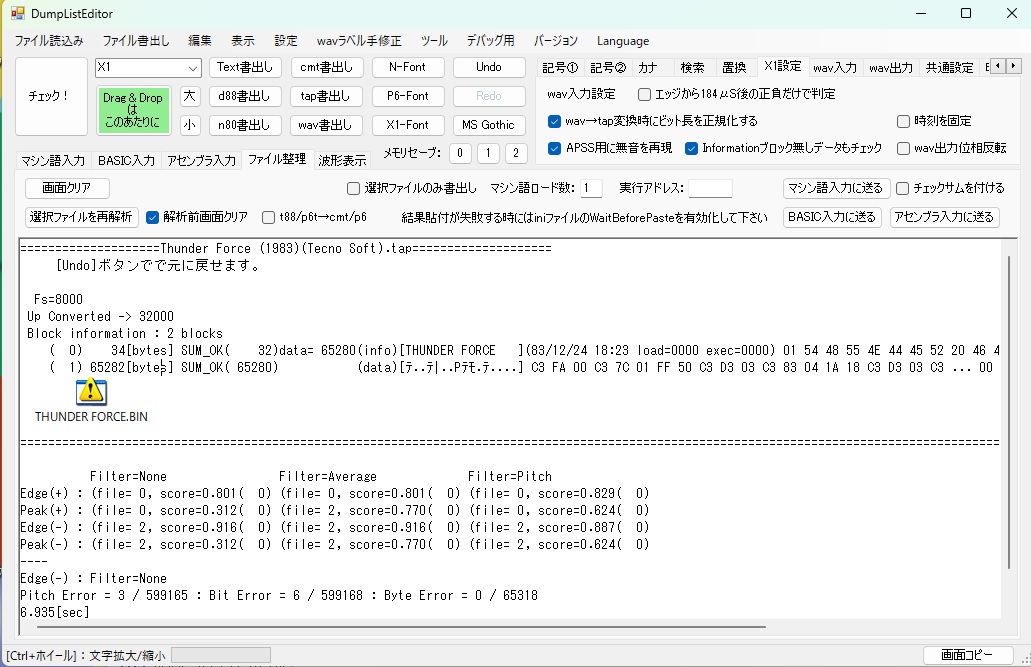 DumpListEditor
ファイル読込み ファイル書出し 編集 表示 設定 wavラベル手修正 ツール デバッグ用 バージョン Language
チェック！
X1
Text書出し cmt書出し N-Font Undo
Drag & Drop
は
このあたりに
大 d88書出し tap書出し P6-Font Redo
小 n80書出し wav書出し X1-Font MS Gothic
マシン語入力 BASIC入力 アセンブラ入力 ファイル整理 波形表示 メモリセーブ: 0 1 2
記号① 記号② カナ 検索 置換 X1設定 wav入力 wav出力 共通設定
wav入力設定 エッジから184μS後の正負だけで判定
wav→tap変換時にビット長を正規化する 時刻を固定
APSS用に無音を再現 Informationブロック無しデータもチェック wav出力位相反転
画面クリア 選択ファイルのみ書出し マシン語ロード数: 1 実行アドレス: マシン語入力に送る チェックサムを付ける
選択ファイルを再解析 解析前画面クリア t88/p6t→cmt/p6 結果貼付が失敗する時にはiniファイルのWaitBeforePasteを有効化して下さい BASIC入力に送る アセンブラ入力に送る
====================Thunder Force (1983)(Tecno Soft).tap====================
[Undo]ボタンでで元に戻せます。
Fs=8000
Up Converted -> 32000
Block information : 2 blocks
( 0) 34[bytes] SUM_OK( 32)data= 65280(info)[THUNDER FORCE ](83/12/24 18:23 load=0000 exec=0000) 01 54 48 55 4E 44 45 52 20 46 4
( 1) 65282[bytes] SUM_OK( 65280) (data)[ﾃ..ﾃ|..Pﾃﾓ.ﾃ....] C3 FA 00 C3 7C 01 FF 50 C3 D3 03 C3 83 04 1A 18 C3 D3 03 C3 ... 00
THUNDER FORCE.BIN
Filter=None Filter=Average Filter=Pitch
Edge(+) : (file= 0, score=0.801( 0) (file= 0, score=0.801( 0) (file= 0, score=0.829( 0)
Peak(+) : (file= 0, score=0.312( 0) (file= 2, score=0.770( 0) (file= 0, score=0.624( 0)
Edge(-) : (file= 2, score=0.916( 0) (file= 2, score=0.916( 0) (file= 2, score=0.887( 0)
Peak(-) : (file= 2, score=0.312( 0) (file= 2, score=0.770( 0) (file= 2, score=0.624( 0)
----
Edge(-) : Filter=None
Pitch Error = 3 / 599165 : Bit Error = 6 / 599168 : Byte Error = 0 / 65318
6.935[sec]
[Ctrl+ホイール]：文字拡大/縮小 画面コピー